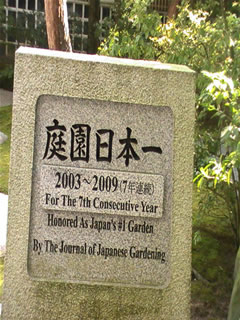 庭園日本一
2003～2009(7年連続)
For The 7th Consecutive Year
Honored As Japan's #1 Garden
By The Journal of Japanese Gardening